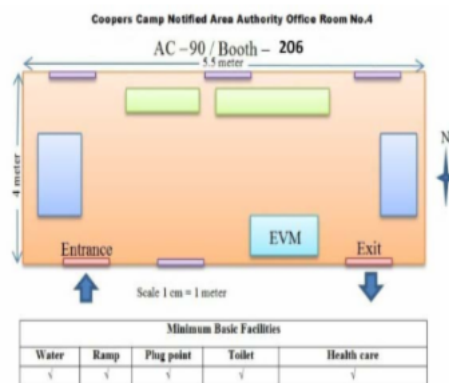 Coopers Camp Notified Area Authority Office Room No.4
AC -90 / Booth - 206
5.5 meter
4 meter
N
EVM
Entrance
Exit
Scale 1 cm = 1 meter
Minimum Basic Facilities
Water Ramp Plug point Toilet Health care
√ √ √ √ √